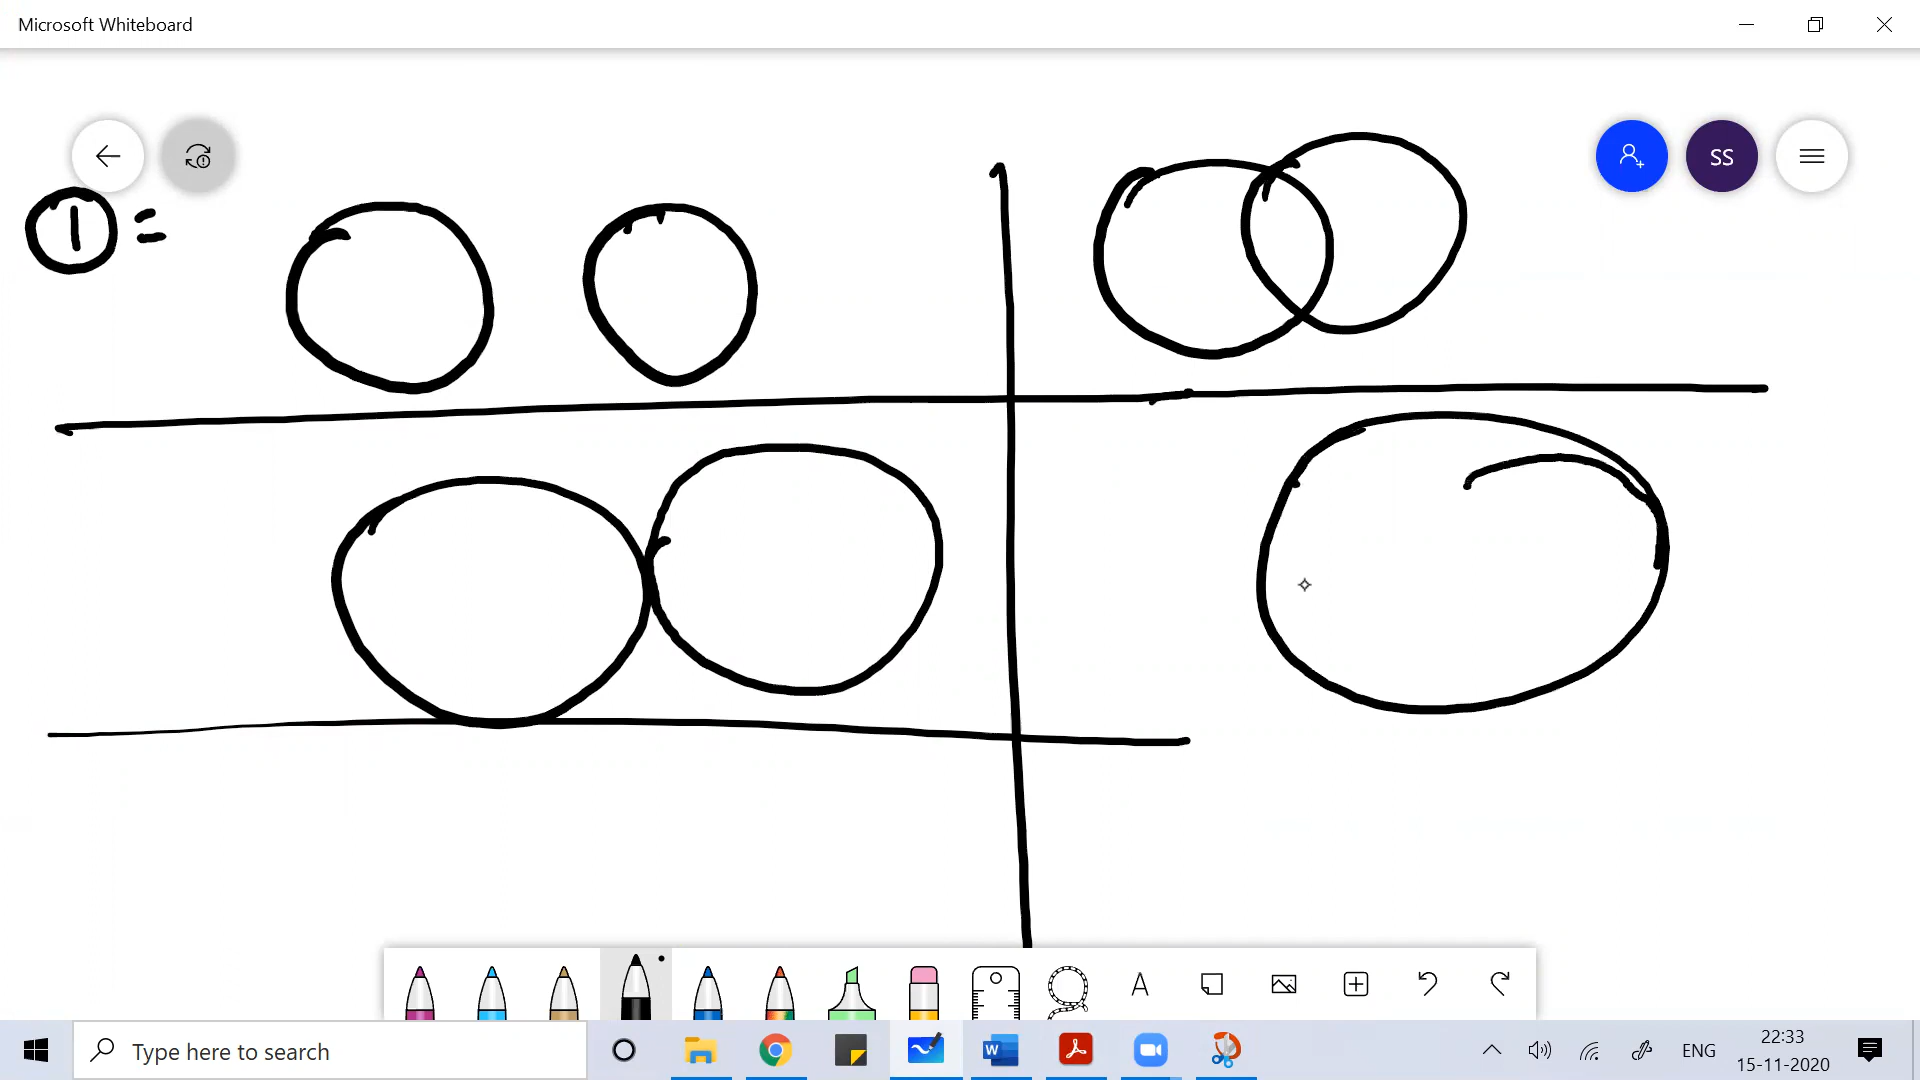 Microsoft Whiteboard
SS
1 =
A
Type here to search
W
ENG
22:33
15-11-2020